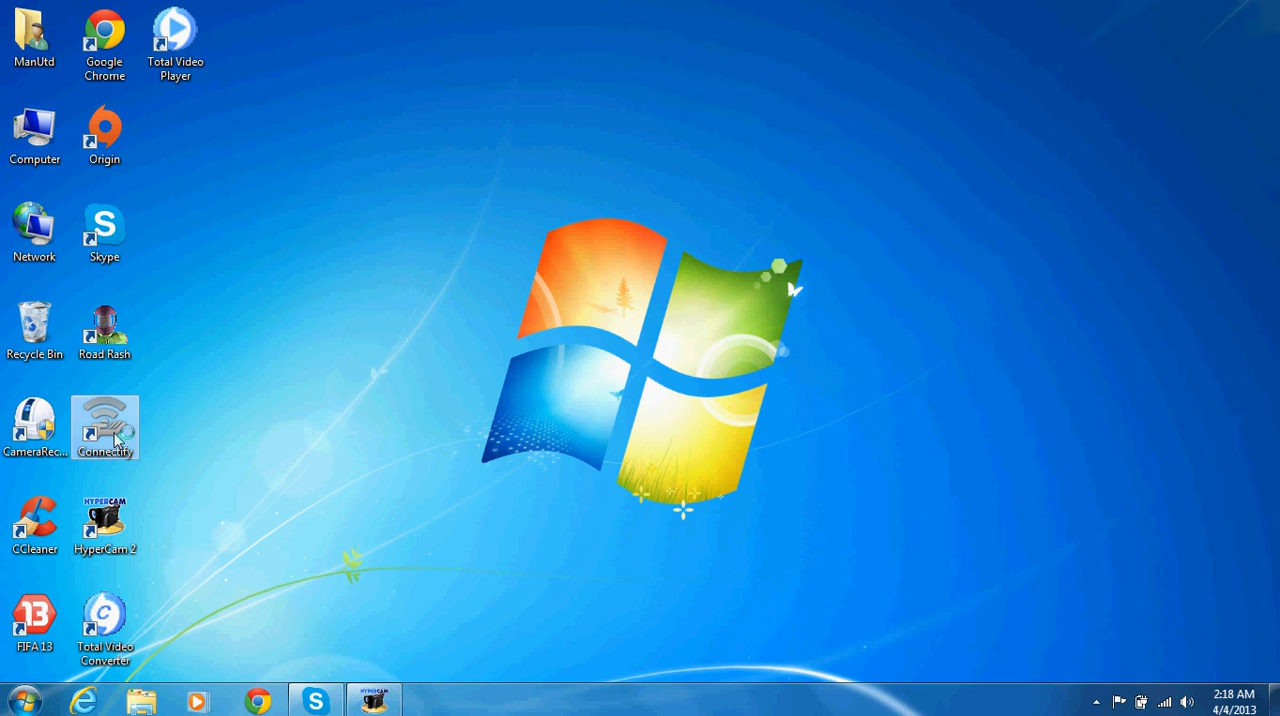 ManUtd
Google
Chrome
Total Video
Player
Computer
Origin
Network
Skype
Recycle Bin
Road Rash
CameraRec...
Connectify
CCleaner
HYPERCAM
HyperCam 2
13
FIFA 13
Total Video
Converter
HYPERCAM
2:18 AM
4/4/2013